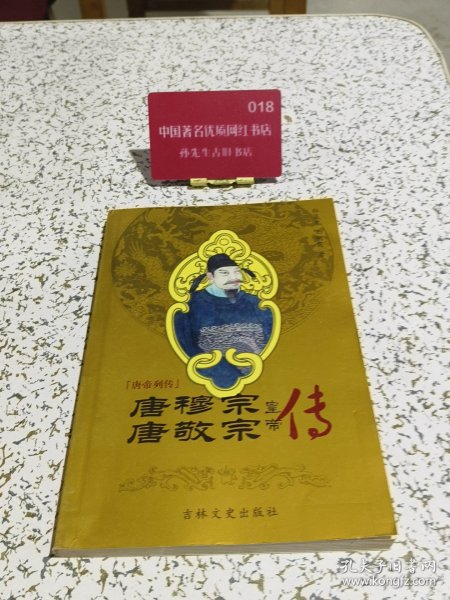 018
中国著名优质网红书店
孙先生古旧书店
「唐帝列传」
唐穆宗
唐敬宗
皇帝
传
吉林文史出版社
孔夫子旧书网
www.kongfz.com